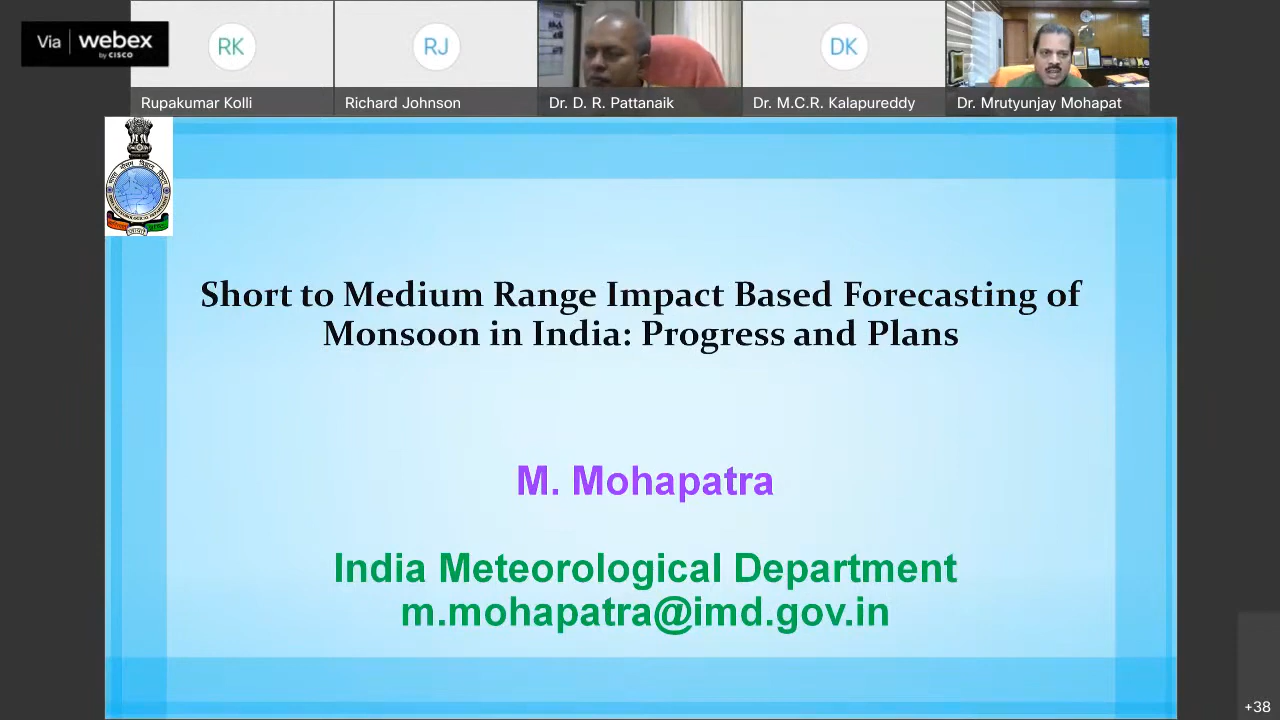 Via webex
by CISCO
RK
RJ
DK
Rupakumar Kolli
Richard Johnson
Dr. D. R. Pattanaik
Dr. M.C.R. Kalapureddy
Dr. Mrutyunjay Mohapat
Short to Medium Range Impact Based Forecasting of
Monsoon in India: Progress and Plans
M. Mohapatra
India Meteorological Department
m.mohapatra@imd.gov.in
+38